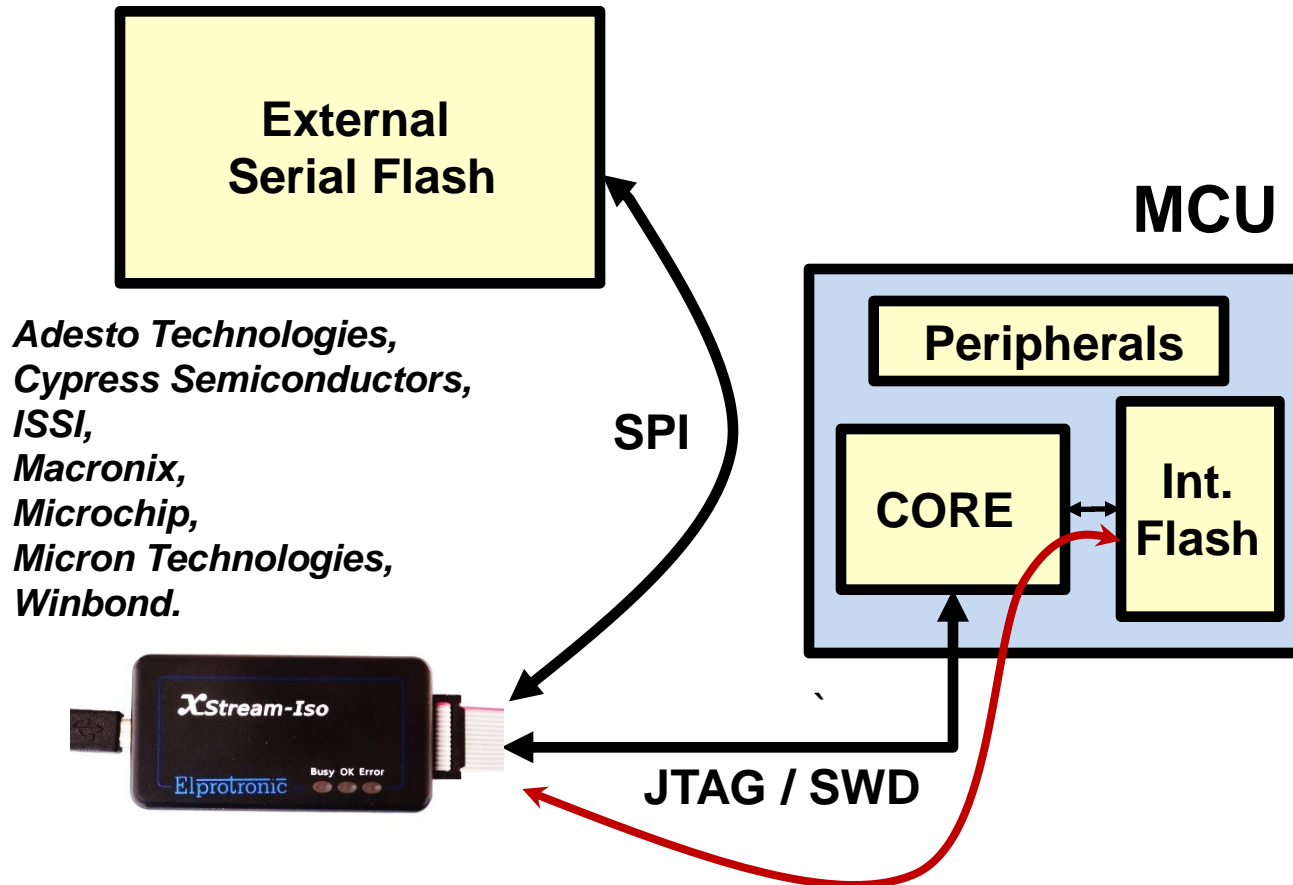 External
Serial Flash
MCU
Adesto Technologies,
Cypress Semiconductors,
ISSI,
Macronix,
Microchip,
Micron Technologies,
Winbond.
Peripherals
SPI
CORE
Int.
Flash
XStream-Iso
Busy OK Error
Elprotronic
`
JTAG / SWD